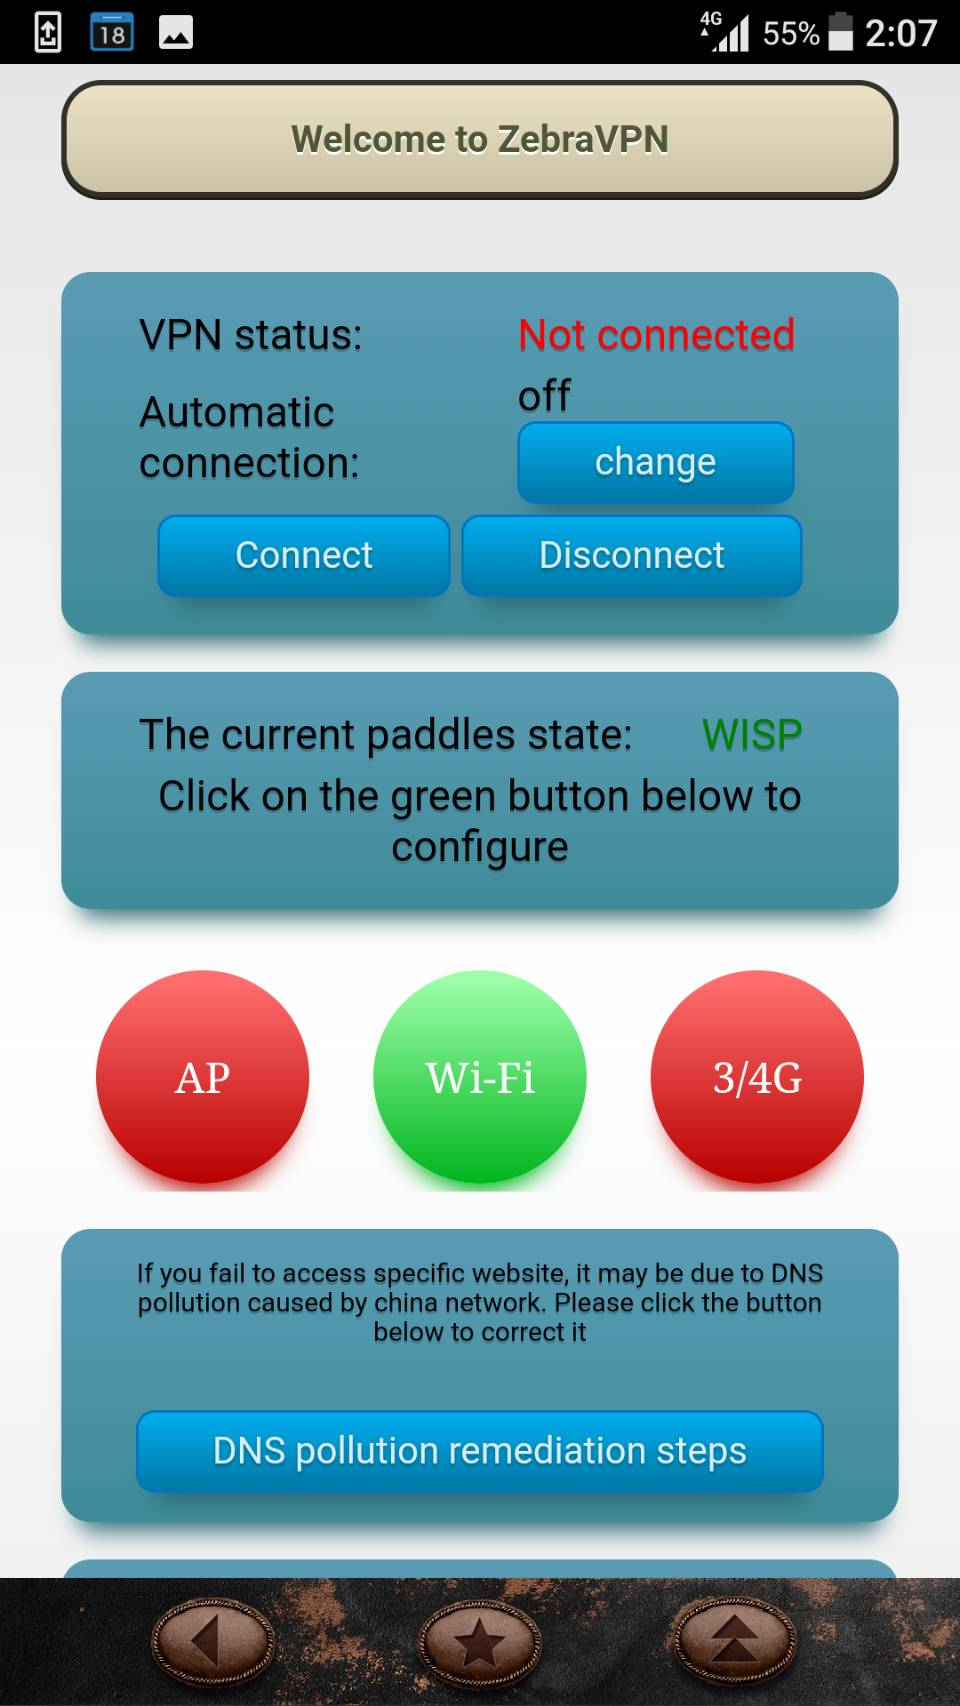 18
4G
55%
2:07
Welcome to ZebraVPN
VPN status:
Not connected
Automatic
connection:
off
change
Connect
Disconnect
The current paddles state:
WISP
Click on the green button below to
configure
AP
Wi-Fi
3/4G
If you fail to access specific website, it may be due to DNS
pollution caused by china network. Please click the button
below to correct it
DNS pollution remediation steps